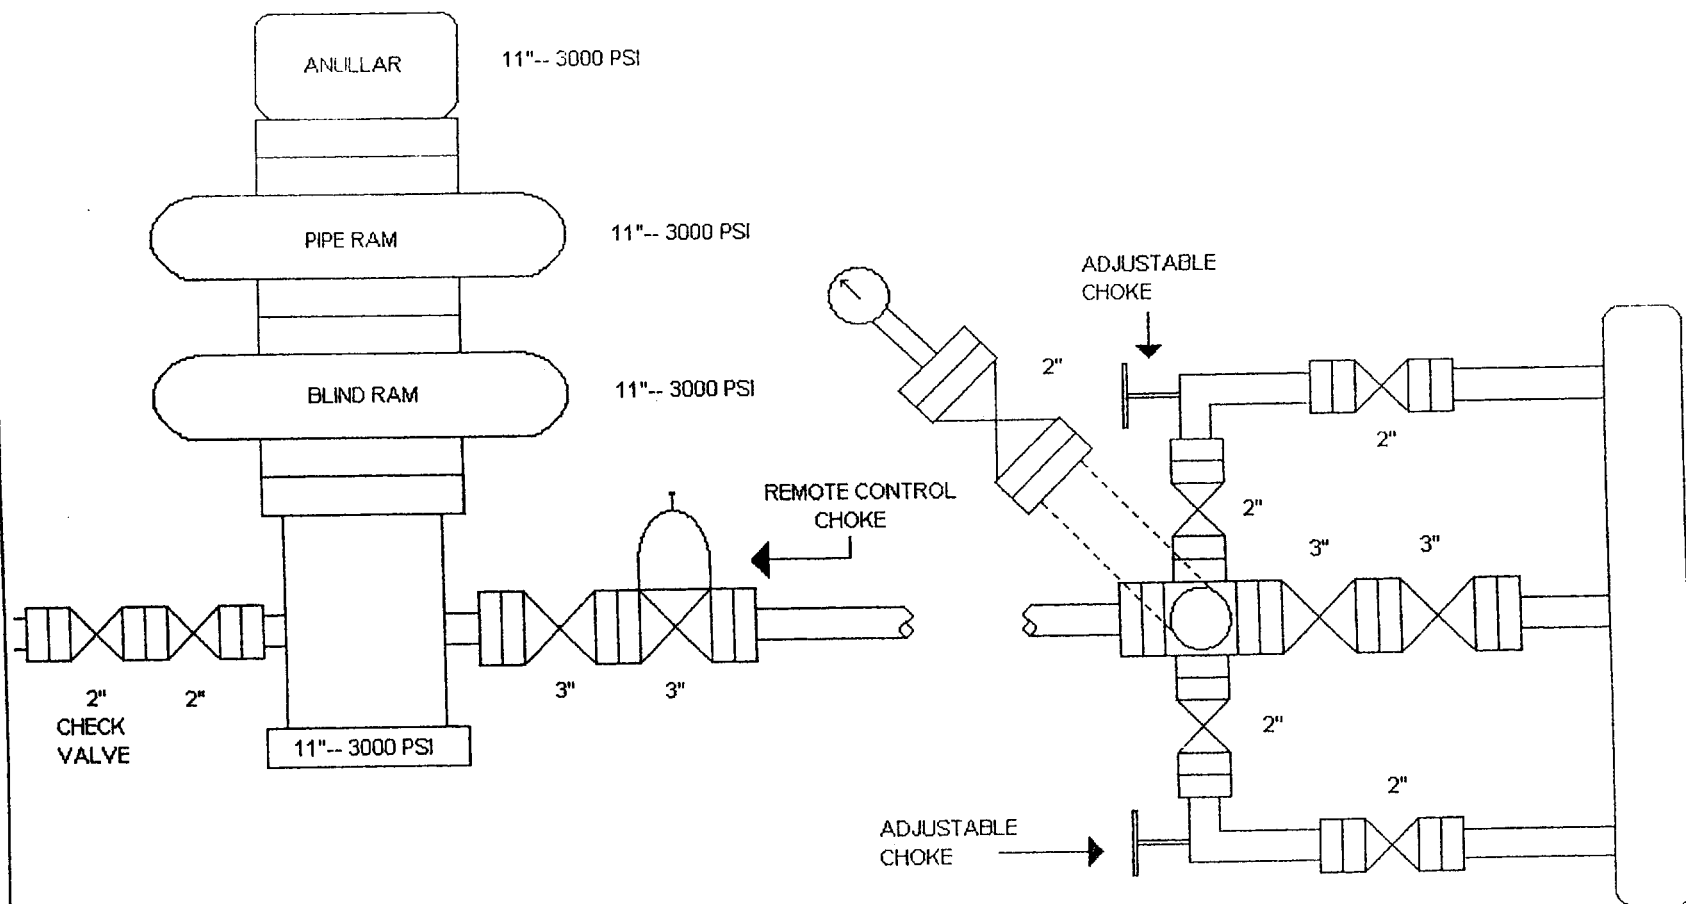 ANULLAR
11"-- 3000 PSI
PIPE RAM
11"-- 3000 PSI
BLIND RAM
11"-- 3000 PSI
ADJUSTABLE
CHOKE
2"
2"
2"
REMOTE CONTROL
CHOKE
3"
3"
2"
CHECK
VALVE
2"
3"
3"
11"-- 3000 PSI
2"
2"
ADJUSTABLE
CHOKE